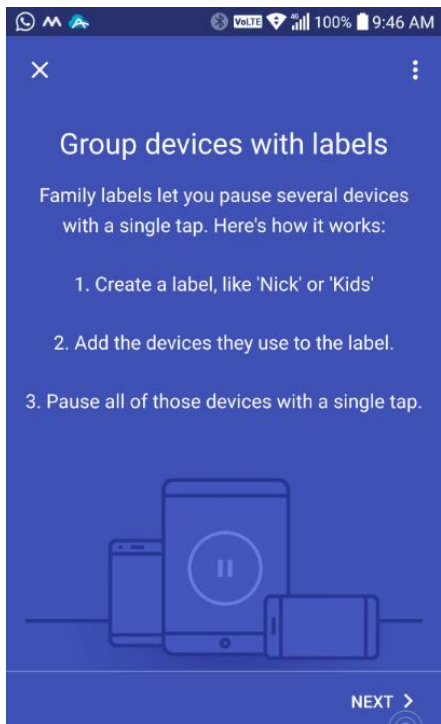 VoLTE 4G 100% 9:46 AM
Group devices with labels
Family labels let you pause several devices
with a single tap. Here's how it works:
1. Create a label, like 'Nick' or 'Kids'
2. Add the devices they use to the label.
3. Pause all of those devices with a single tap.
NEXT